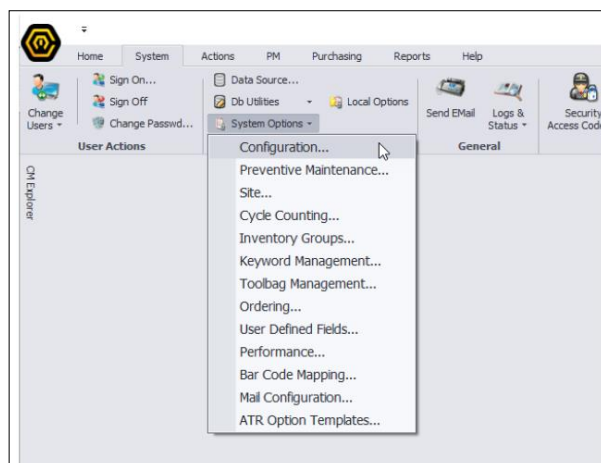 Home System Actions PM Purchasing Reports Help
Change Users
Sign On...
Sign Off
Change Passwd...
User Actions
Data Source...
Db Utilities
Local Options
System Options
Send EMail
Logs & Status
General
Security
Access Code
CM Explorer
Configuration...
Preventive Maintenance...
Site...
Cycle Counting...
Inventory Groups...
Keyword Management...
Toolbag Management...
Ordering...
User Defined Fields...
Performance...
Bar Code Mapping...
Mail Configuration...
ATR Option Templates...